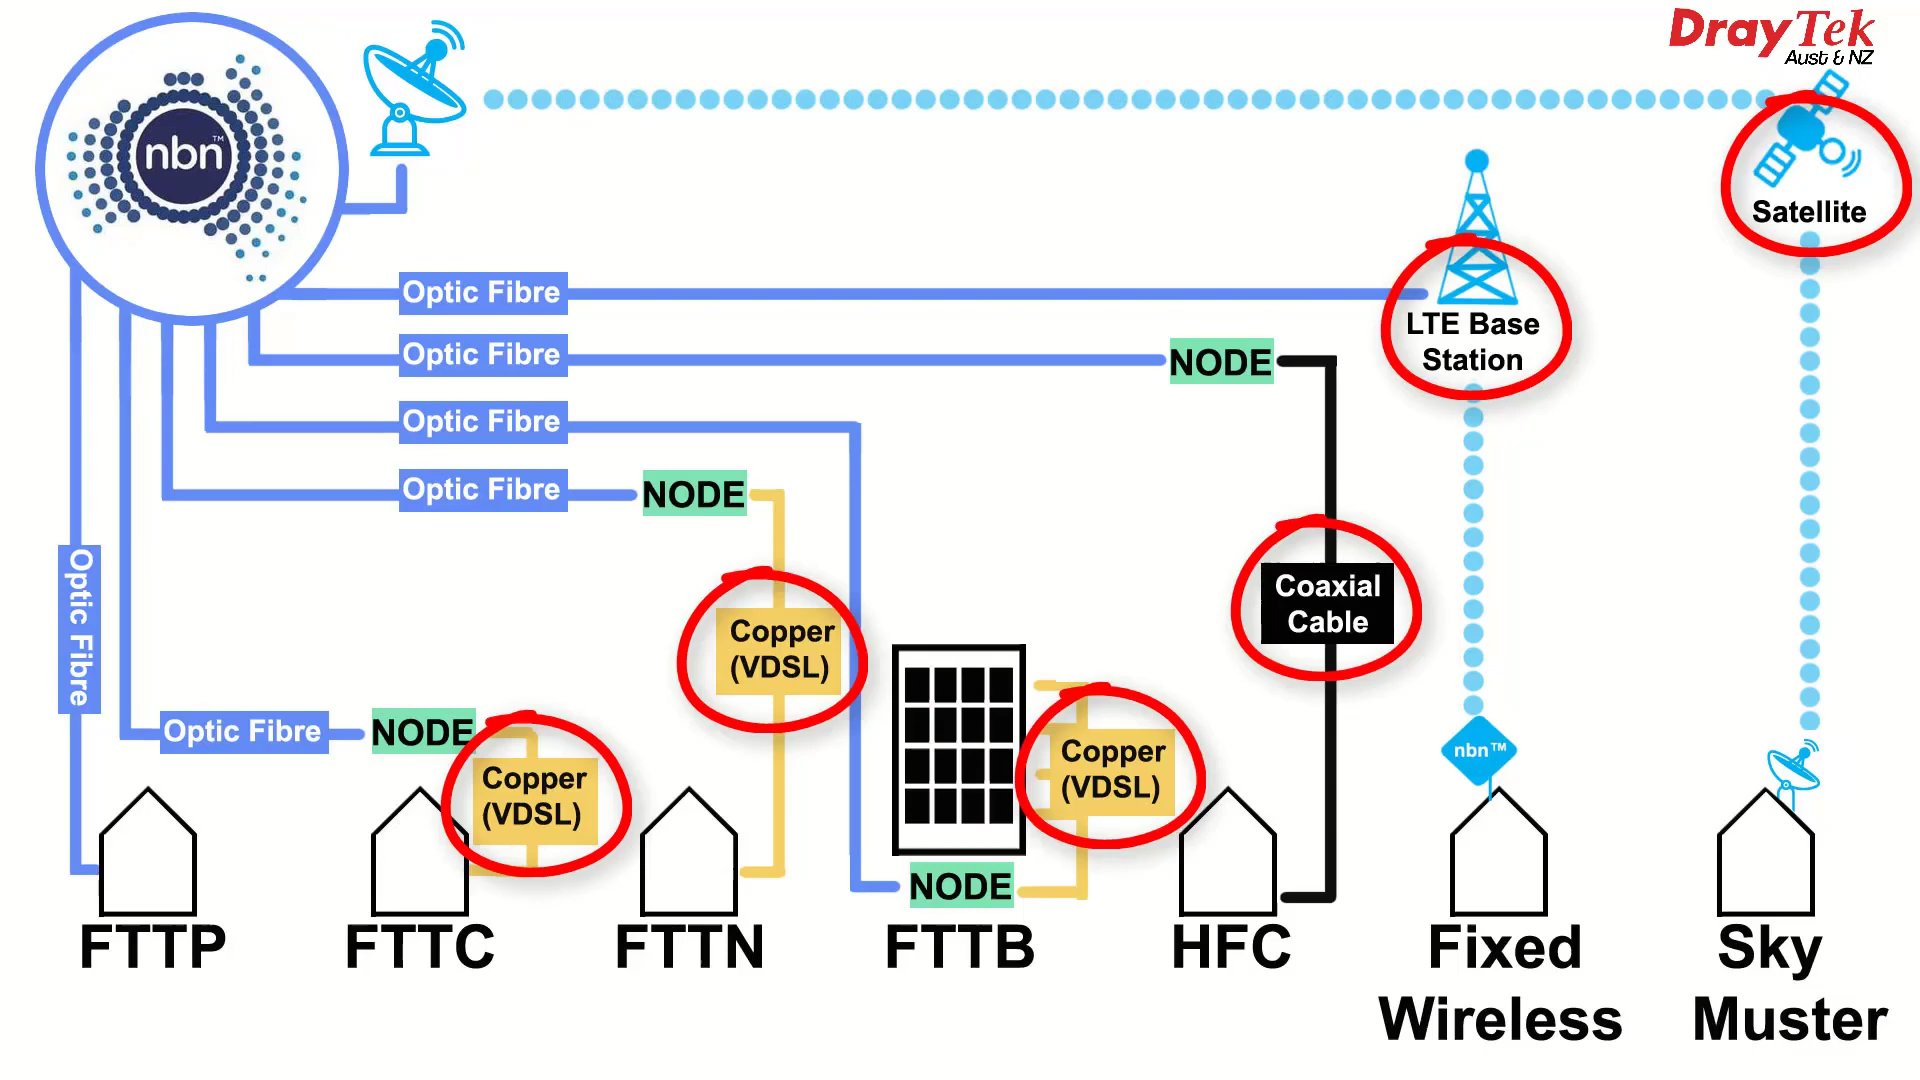 DrayTek
Aust & NZ
nbn™
Satellite
Optic Fibre
LTE Base
Station
Optic Fibre
NODE
Optic Fibre
Optic Fibre
NODE
Optic Fibre
Copper
(VDSL)
Coaxial
Cable
Optic Fibre
NODE
Copper
(VDSL)
Copper
(VDSL)
nbn™
NODE
FTTP
FTTC
FTTN
FTTB
HFC
Fixed
Wireless
Sky
Muster